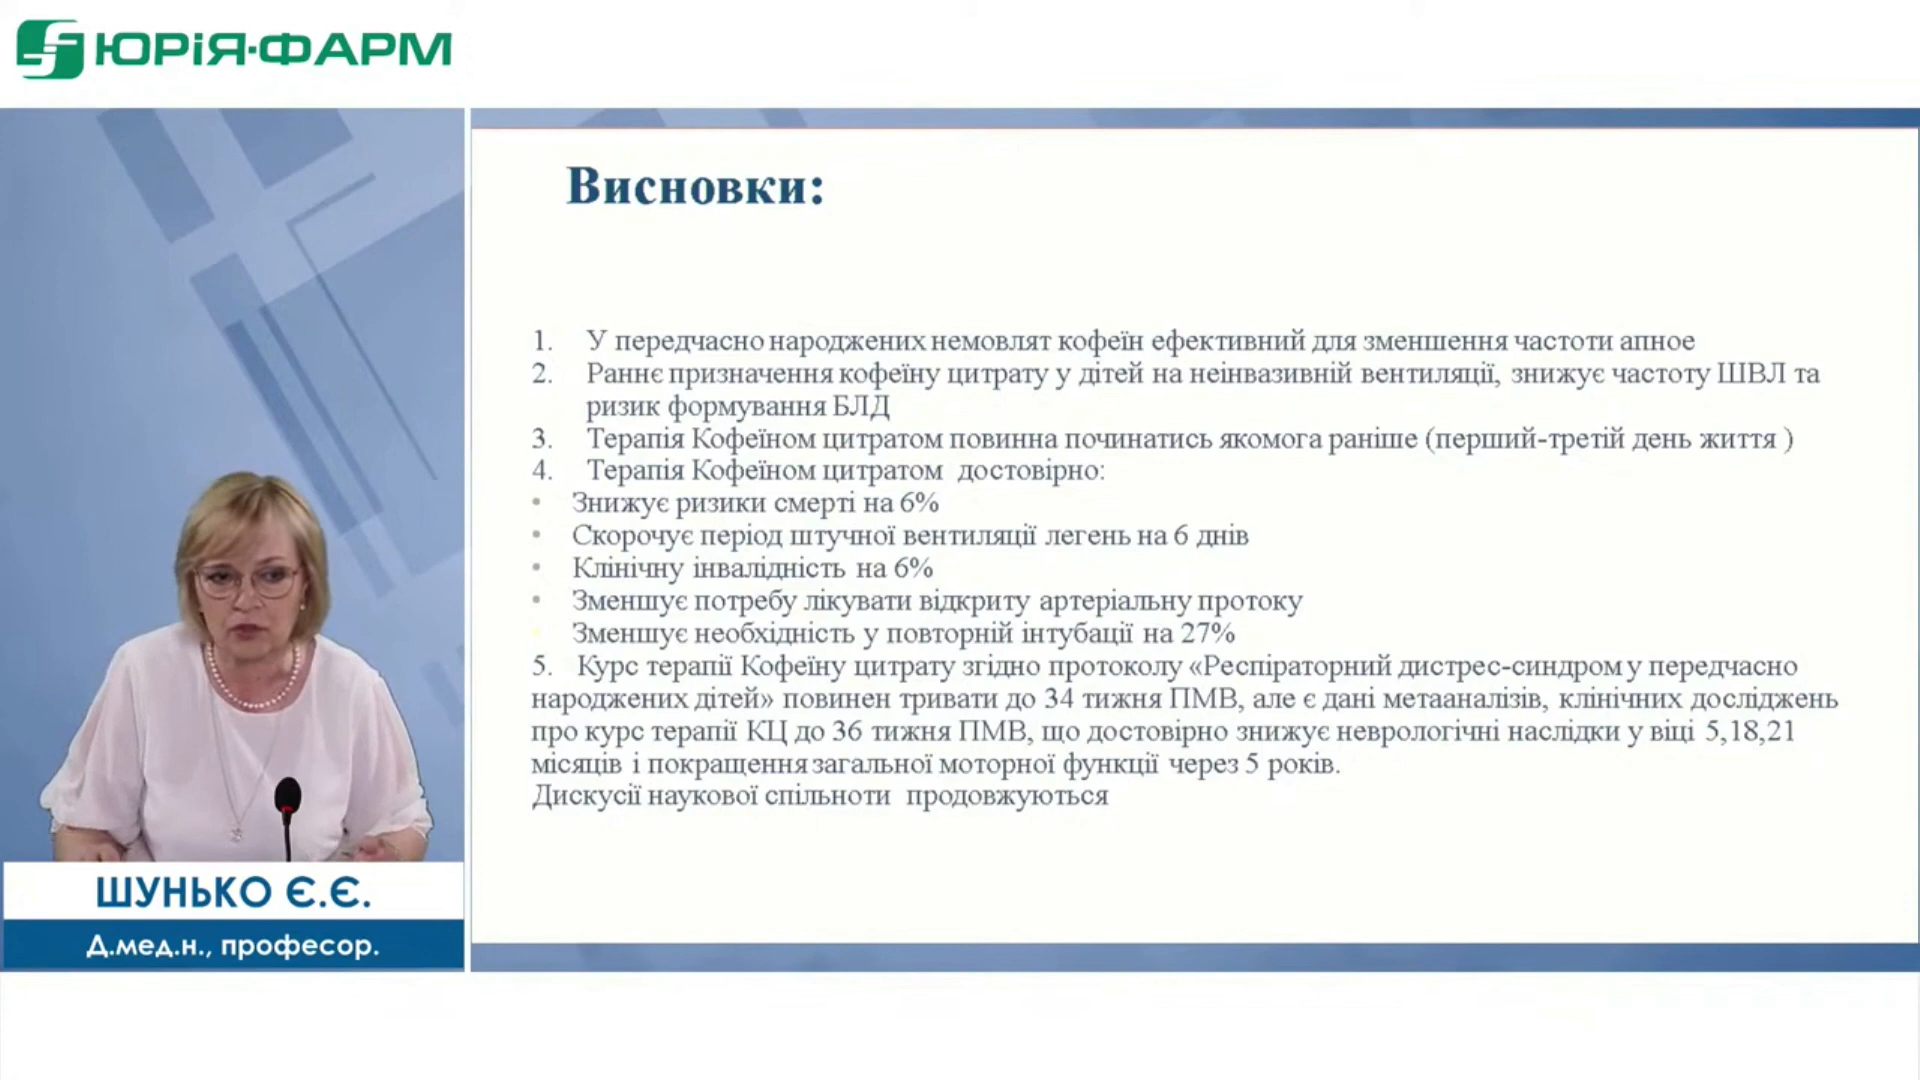 ЮРіЯ·ФАРМ
Висновки:
1. У передчасно народжених немовлят кофеїн ефективний для зменшення частоти апное
2. Раннє призначення кофеїну цитрату у дітей на неінвазивній вентиляції, знижує частоту ШВЛ та
ризик формування БЛД
3. Терапія Кофеїном цитратом повинна починатись якомога раніше (перший-третій день життя )
4. Терапія Кофеїном цитратом достовірно:
• Знижує ризики смерті на 6%
• Скорочує період штучної вентиляції легень на 6 днів
• Клінічну інвалідність на 6%
• Зменшує потребу лікувати відкриту артеріальну протоку
• Зменшує необхідність у повторній інтубації на 27%
5. Курс терапії Кофеїну цитрату згідно протоколу «Респіраторний дистрес-синдром у передчасно
народжених дітей» повинен тривати до 34 тижня ПМВ, але є дані метааналізів, клінічних досліджень
про курс терапії КЦ до 36 тижня ПМВ, що достовірно знижує неврологічні наслідки у віці 5,18,21
місяців і покращення загальної моторної функції через 5 років.
Дискусії наукової спільноти продовжуються
ШУНЬКО Є.Є.
Д.мед.н., професор.